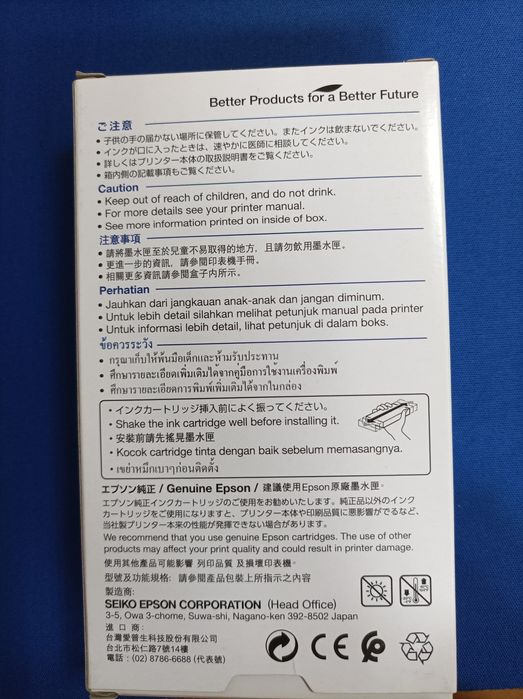 Better Products for a Better Future
ご注意
• 子供の手の届かない場所に保管してください。またインクは飲まないでください。
• インクが口に入ったときは、速やかに医師に相談してください。
• 詳しくはプリンター本体の取扱説明書をご覧ください。
• 箱内側の記載事項もご覧ください。
Caution
• Keep out of reach of children, and do not drink.
• For more details see your printer manual.
• See more information printed on inside of box.
注意事項
• 請將墨水匣至於兒童不易取得的地方，且請勿飲用墨水匣。
• 更進一步的資訊，請參閱印表機手冊。
• 相關更多資訊請參閱盒子內所示。
Perhatian
• Jauhkan dari jangkauan anak-anak dan jangan diminum.
• Untuk lebih detail silahkan melihat petunjuk manual pada printer
• Untuk informasi lebih detail, lihat petunjuk di dalam boks.
ข้อควรระวัง
• กรุณาเก็บให้พ้นมือเด็กและห้ามรับประทาน
• ศึกษารายละเอียดเพิ่มเติมได้จากคู่มือการใช้งานเครื่องพิมพ์
• ศึกษารายละเอียดการพิมพ์เพิ่มเติมได้จากในกล่อง
• インクカートリッジ挿入前によく振ってください。
• Shake the ink cartridge well before installing it.
• 安裝前請先搖晃墨水匣
• Kocok cartridge tinta dengan baik sebelum memasangnya.
• เขย่าหมึกเบาๆก่อนติดตั้ง
エプソン純正 / Genuine Epson / 建議使用Epson原廠墨水匣。
エプソン純正インクカートリッジのご使用をお勧めいたします。純正品以外のインク
カートリッジをご使用になりますと、プリンター本体や印刷品質に悪影響がでるなど、
当社製プリンター本来の性能が発揮できない場合があります。
We recommend that you use genuine Epson cartridges. The use of other
products may affect your print quality and could result in printer damage.
使用其他產品可能影響 列印品質 及 損壞印表機。
型號及功能規格: 請參閱產品包裝上所指示之內容
製造商:
SEIKO EPSON CORPORATION (Head Office)
3-5, Owa 3-chome, Suwa-shi, Nagano-ken 392-8502 Japan
進 口 商 :
台灣愛普生科技股份有限公司
台北市松仁路7號14樓
電話 : (02) 8786-6688 (代表號)